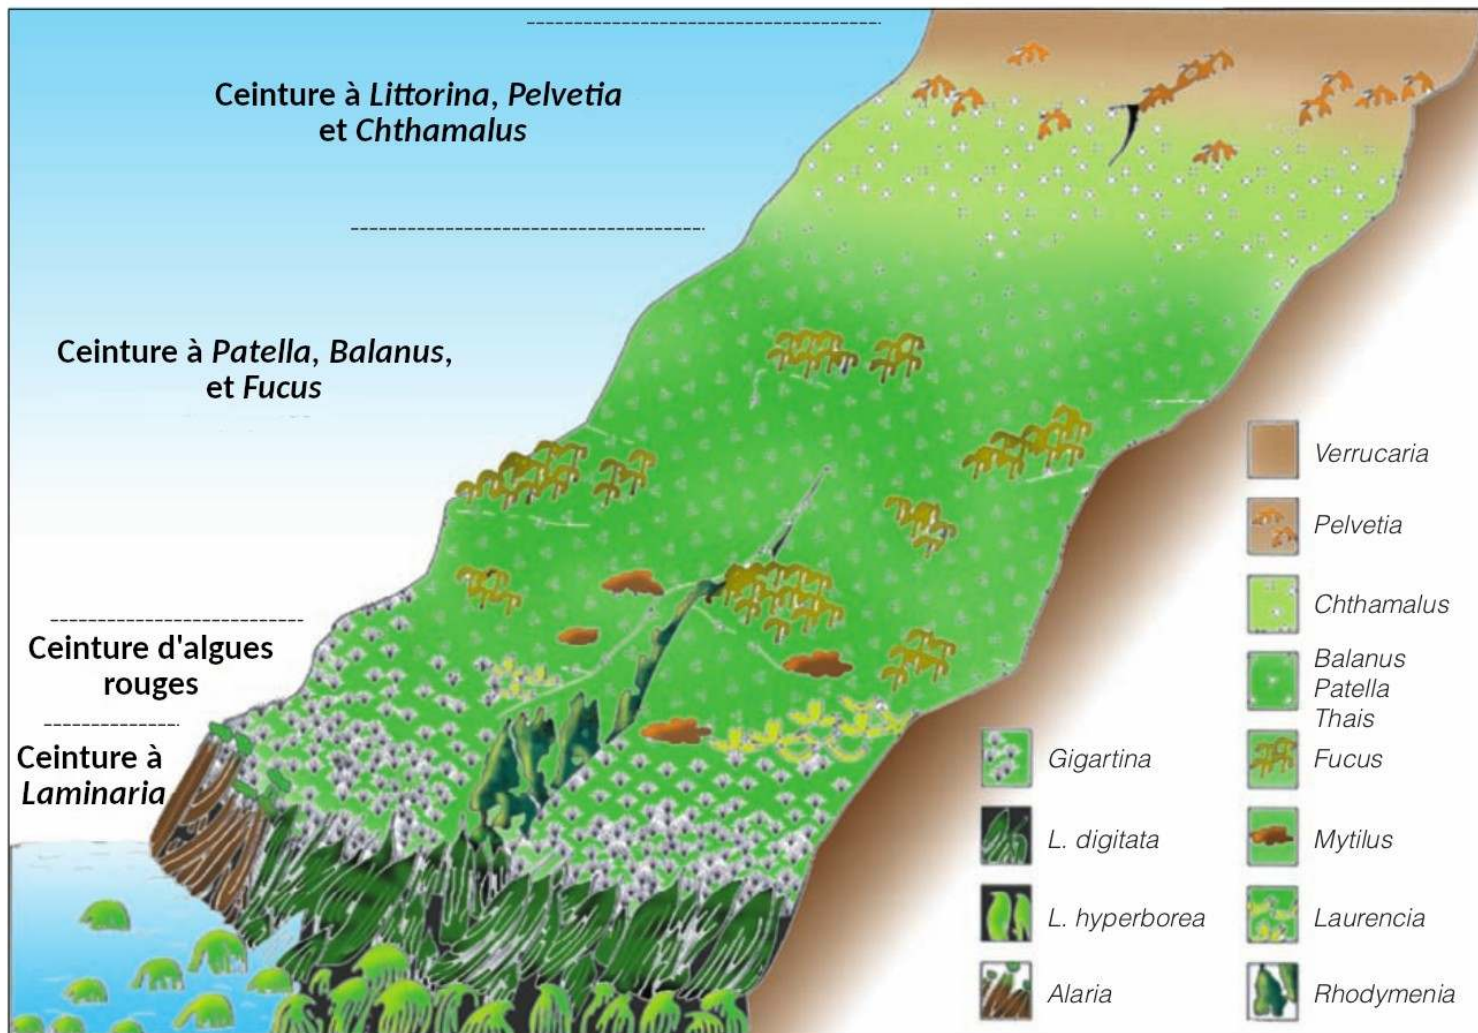 Ceinture à Littorina, Pelvetia
et Chthamalus
Ceinture à Patella, Balanus,
et Fucus
Ceinture d'algues
rouges
Ceinture à
Laminaria
Verrucaria
Pelvetia
Chthamalus
Balanus
Patella
Thais
Fucus
Mytilus
Laurencia
Rhodymenia
Gigartina
L. digitata
L. hyperborea
Alaria